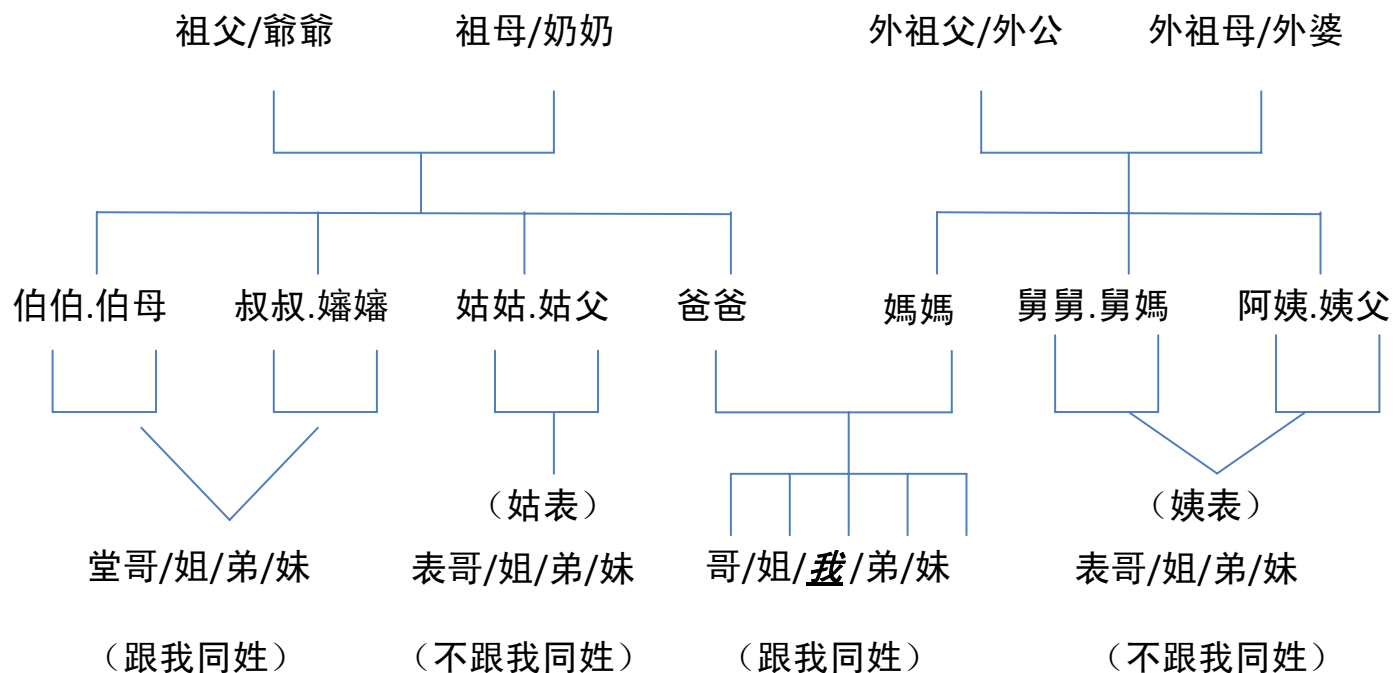 祖父/爺爺 祖母/奶奶 外祖父/外公 外祖母/外婆
伯伯.伯母 叔叔.嬸嬸 姑姑.姑父 爸爸 媽媽 舅舅.舅媽 阿姨.姨父
（姑表） （姨表）
堂哥/姐/弟/妹 表哥/姐/弟/妹 哥/姐/我/弟/妹 表哥/姐/弟/妹
（跟我同姓） （不跟我同姓） （跟我同姓） （不跟我同姓）